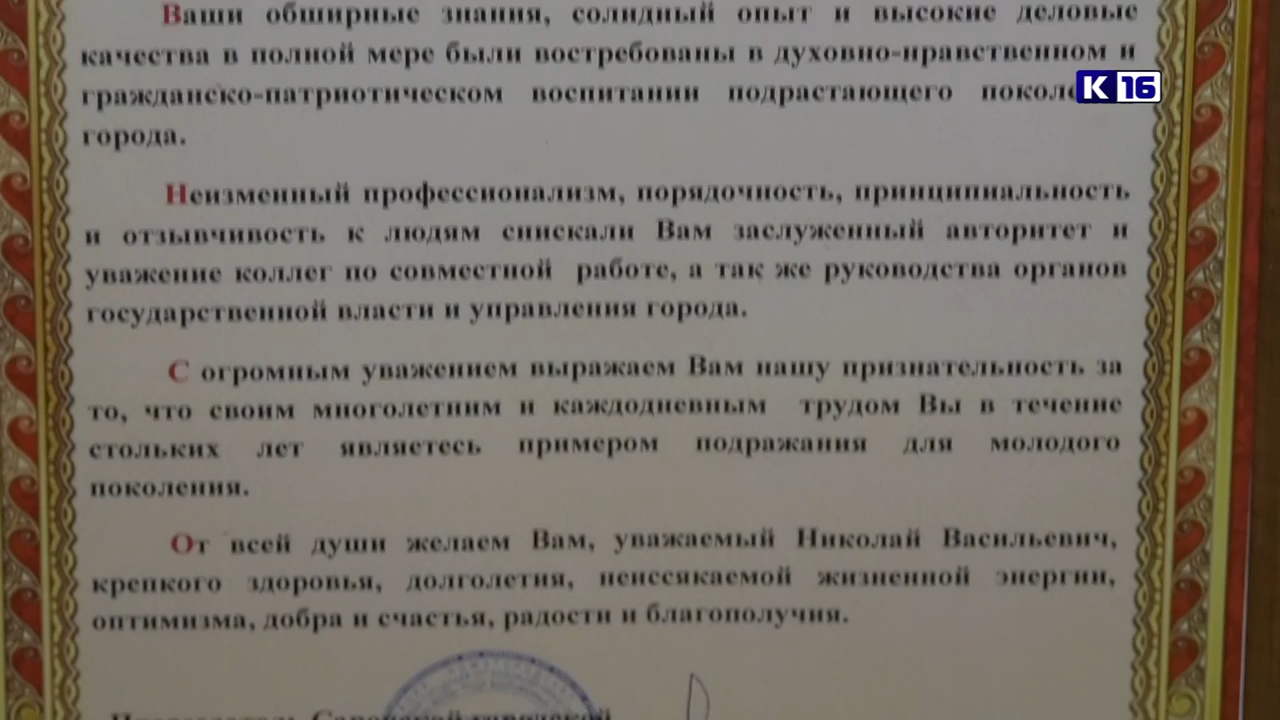 Ваши обширные знания, солидный опыт и высокие деловые
качества в полной мере были востребованы в духовно-нравственном и
гражданско-патриотическом воспитании подрастающего
К 16
города.
Неизменный профессионализм, порядочность, принципиальность
и отзывчивость к людям снискали Вам заслуженный авторитет и
уважение коллег по совместной работе, а так же руководства органов
государственной власти и управления города.
С огромным уважением выражаем Вам нашу признательность за
то, что своим многолетним и каждодневным трудом Вы в течение
стольких лет являетесь примером подражания для молодого
поколения.
От всей души желаем Вам, уважаемый Николай Васильевич,
крепкого здоровья, долголетия, неиссякаемой жизненной энергии,
оптимизма, добра и счастья, радости и благополучия.